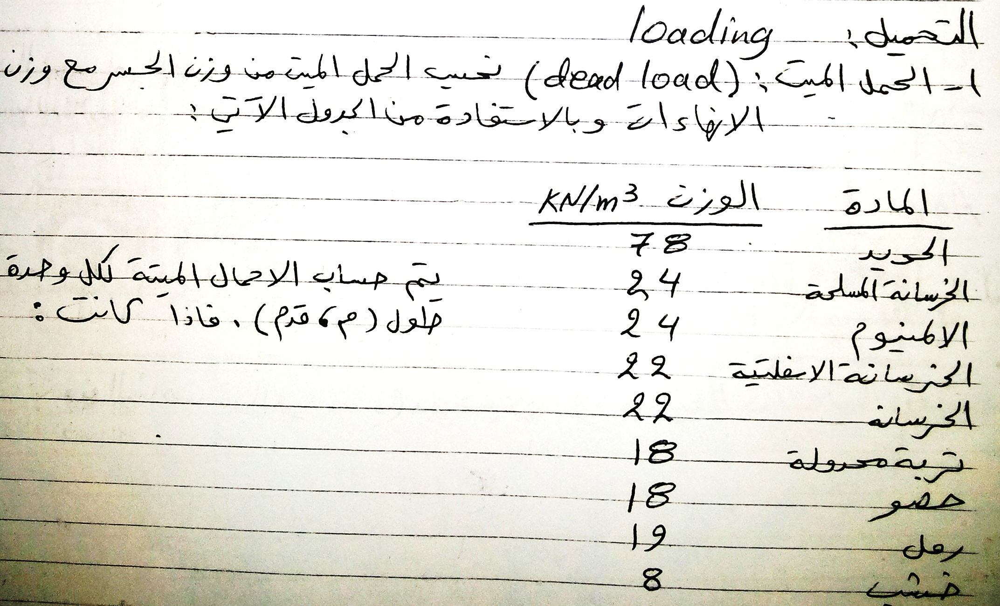 التحميل: loading
١- الحمل الميت: (dead load) نحسب الحمل الميت من وزن الجسر مع وزن
الانهاءات وبالاستفادة من الجدول الآتي:
المادة الوزن KN/m³
الحديد 78
الخرسانة المسلحة 24
الالمنيوم 24
الخرسانة الاسفلتية 22
الخرسانة 22
تربة محدولة 18
حصو 18
رمل 19
خشب 8
يتم حساب الاحمال الميتة لكل وحدة
طول (م، قدم). فاذا كانت: